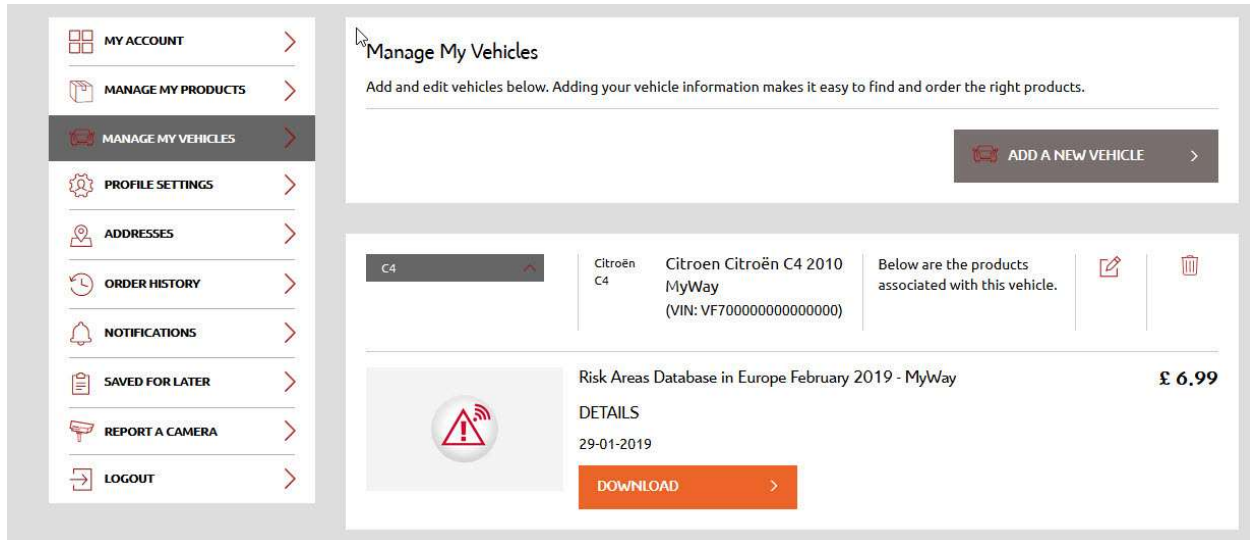 MY ACCOUNT
MANAGE MY PRODUCTS
MANAGE MY VEHICLES
PROFILE SETTINGS
ADDRESSES
ORDER HISTORY
NOTIFICATIONS
SAVED FOR LATER
REPORT A CAMERA
LOGOUT
Manage My Vehicles
Add and edit vehicles below. Adding your vehicle information makes it easy to find and order the right products.
ADD A NEW VEHICLE
C4
Citroën
C4
Citroen Citroën C4 2010
MyWay
(VIN: VF700000000000000)
Below are the products
associated with this vehicle.
Risk Areas Database in Europe February 2019 - MyWay
£ 6.99
DETAILS
29-01-2019
DOWNLOAD